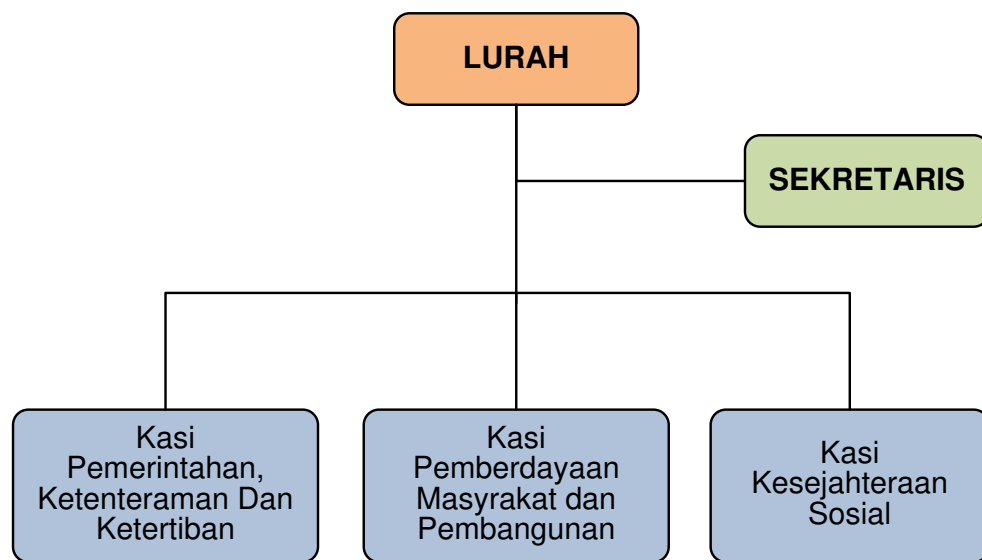 LURAH
SEKRETARIS
Kasi
Pemerintahan,
Ketenteraman Dan
Ketertiban
Kasi
Pemberdayaan
Masyrakat dan
Pembangunan
Kasi
Kesejahteraan
Sosial